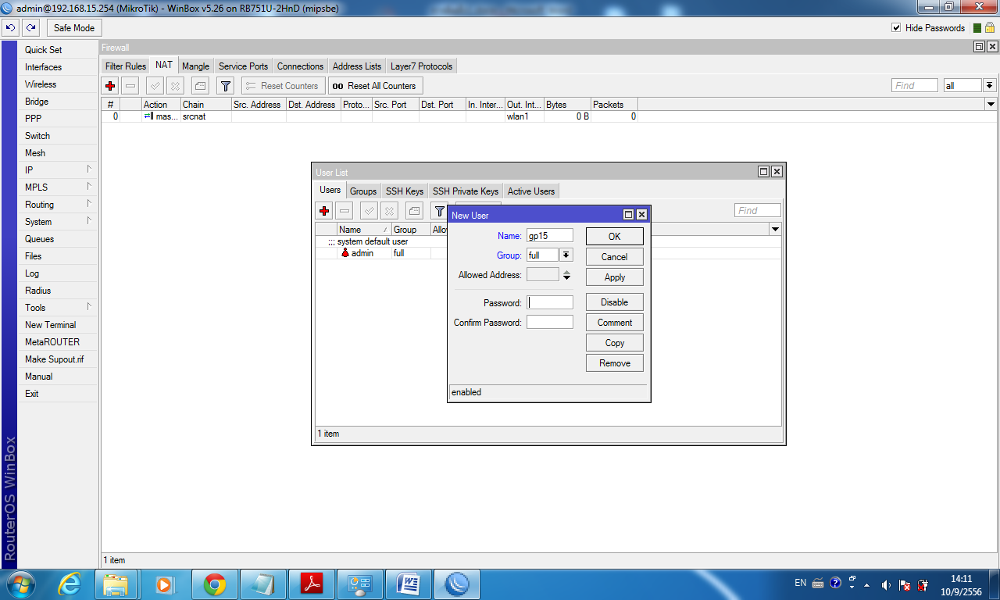 admin@192.168.15.254 (MikroTik) - WinBox v5.26 on RB751U-2HnD (mipsbe)
Safe Mode
Hide Passwords
Quick Set
Interfaces
Wireless
Bridge
PPP
Switch
Mesh
IP
MPLS
Routing
System
Queues
Files
Log
Radius
Tools
New Terminal
MetaROUTER
Make Supout.rif
Manual
Exit
RouterOS WinBox
Firewall
Filter Rules NAT Mangle Service Ports Connections Address Lists Layer7 Protocols
Reset Counters 00 Reset All Counters Find all
# Action Chain Src. Address Dst. Address Proto... Src. Port Dst. Port In. Inter... Out. Int... Bytes Packets
0 mas... srcnat wlan1 0 B 0
User List
Users Groups SSH Keys SSH Private Keys Active Users
Find
Name Group
;;; system default user
admin full
1 item
New User
Name: gp15 OK
Group: full Cancel
Allowed Address: Apply
Password: Disable
Confirm Password: Comment
Copy
Remove
enabled
1 item
EN
14:11
10/9/2556